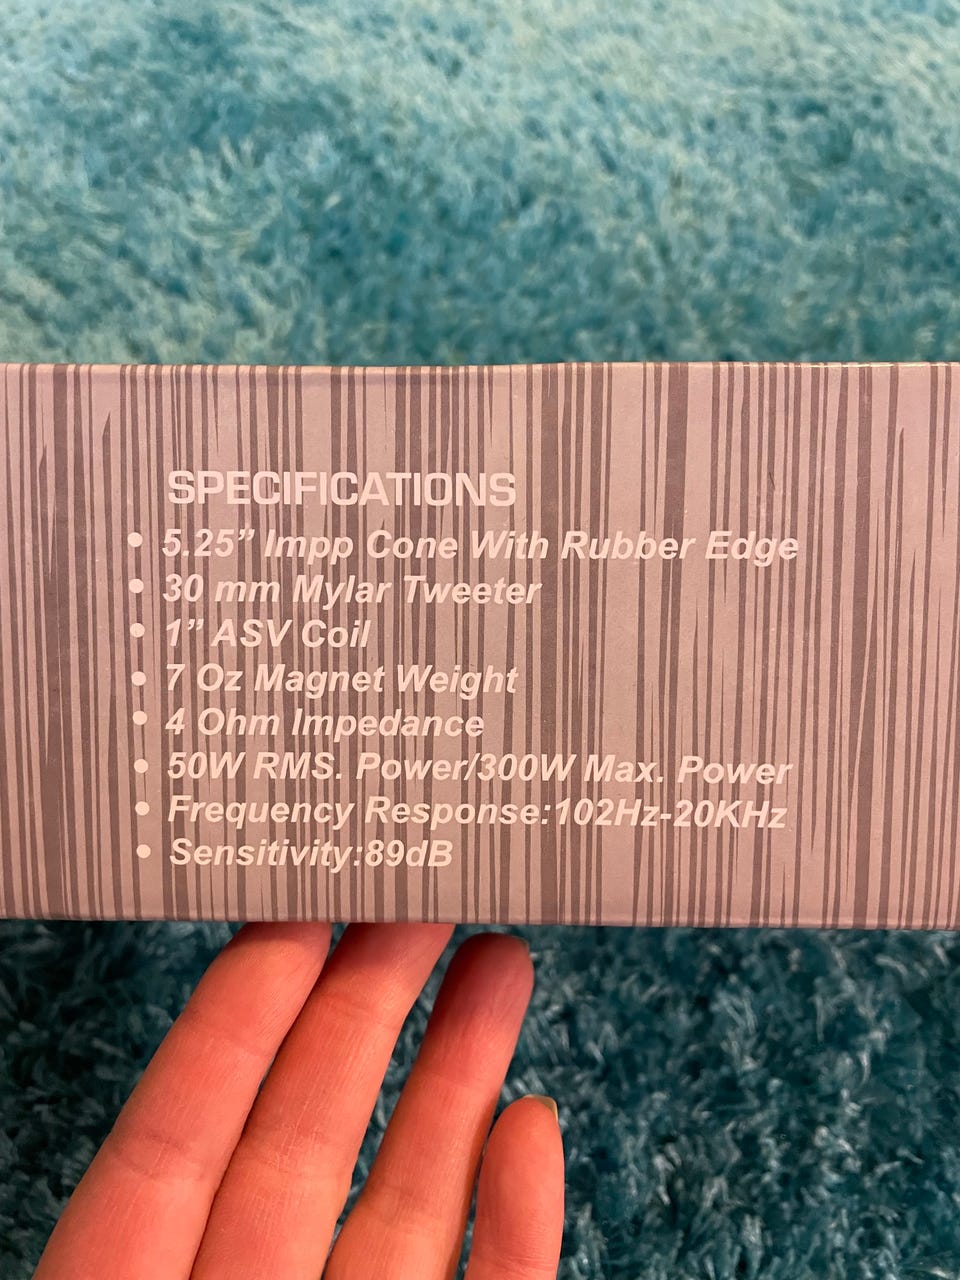 SPECIFICATIONS
• 5.25” Impp Cone With Rubber Edge
• 30 mm Mylar Tweeter
• 1” ASV Coil
• 7 Oz Magnet Weight
• 4 Ohm Impedance
• 50W RMS. Power/300W Max. Power
• Frequency Response:102Hz-20KHz
• Sensitivity:89dB